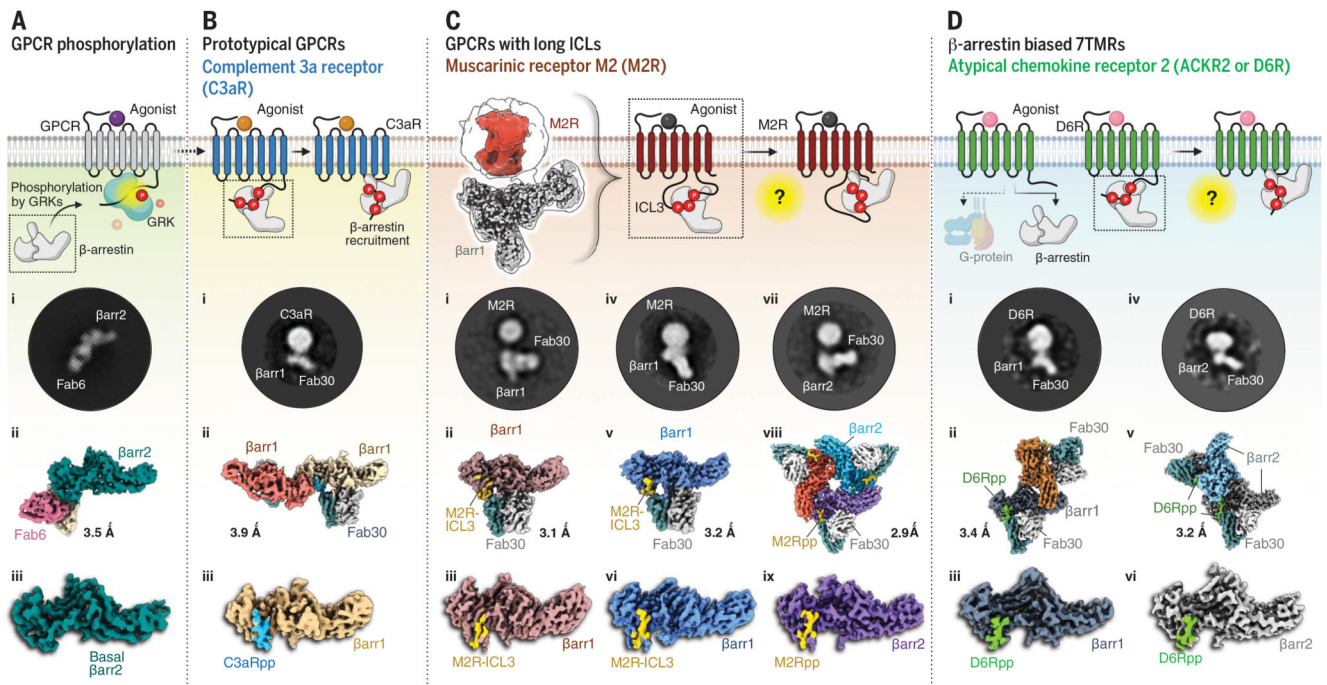 A
GPCR phosphorylation
GPCR
Agonist
Phosphorylation
by GRKs
P
GRK
β-arrestin
i
βarr2
Fab6
ii
βarr2
Fab6
3.5 Å
iii
Basal
βarr2
B
Prototypical GPCRs
Complement 3a receptor
(C3aR)
Agonist
C3aR
P
P
P
P
P
P
β-arrestin
recruitment
i
C3aR
βarr1
Fab30
ii
βarr1
βarr1
3.9 Å
Fab30
iii
C3aRpp
βarr1
C
GPCRs with long ICLs
Muscarinic receptor M2 (M2R)
M2R
βarr1
Agonist
M2R
ICL3
P
P
P
?
P
P
P
i
M2R
Fab30
βarr1
iv
M2R
βarr1
Fab30
vii
M2R
Fab30
βarr2
ii
βarr1
M2R-
ICL3
3.1 Å
Fab30
v
βarr1
M2R-
ICL3
3.2 Å
Fab30
viii
βarr2
M2Rpp
Fab30
2.9Å
iii
βarr1
M2R-ICL3
vi
βarr1
M2R-ICL3
ix
βarr2
M2Rpp
D
β-arrestin biased 7TMRs
Atypical chemokine receptor 2 (ACKR2 or D6R)
Agonist
D6R
G-protein
β-arrestin
P
P
P
?
P
P
P
i
D6R
βarr1
Fab30
iv
D6R
βarr2
Fab30
ii
Fab30
D6Rpp
βarr1
3.4 Å
Fab30
v
Fab30
βarr2
D6Rpp
3.2 Å
Fab30
iii
D6Rpp
βarr1
vi
D6Rpp
βarr2